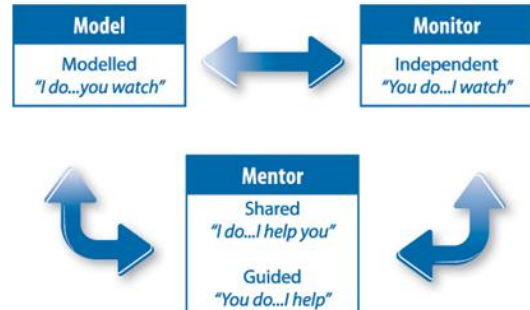 Model
Modelled
"I do...you watch"
Monitor
Independent
"You do...I watch"
Mentor
Shared
"I do...I help you"
Guided
"You do...I help"